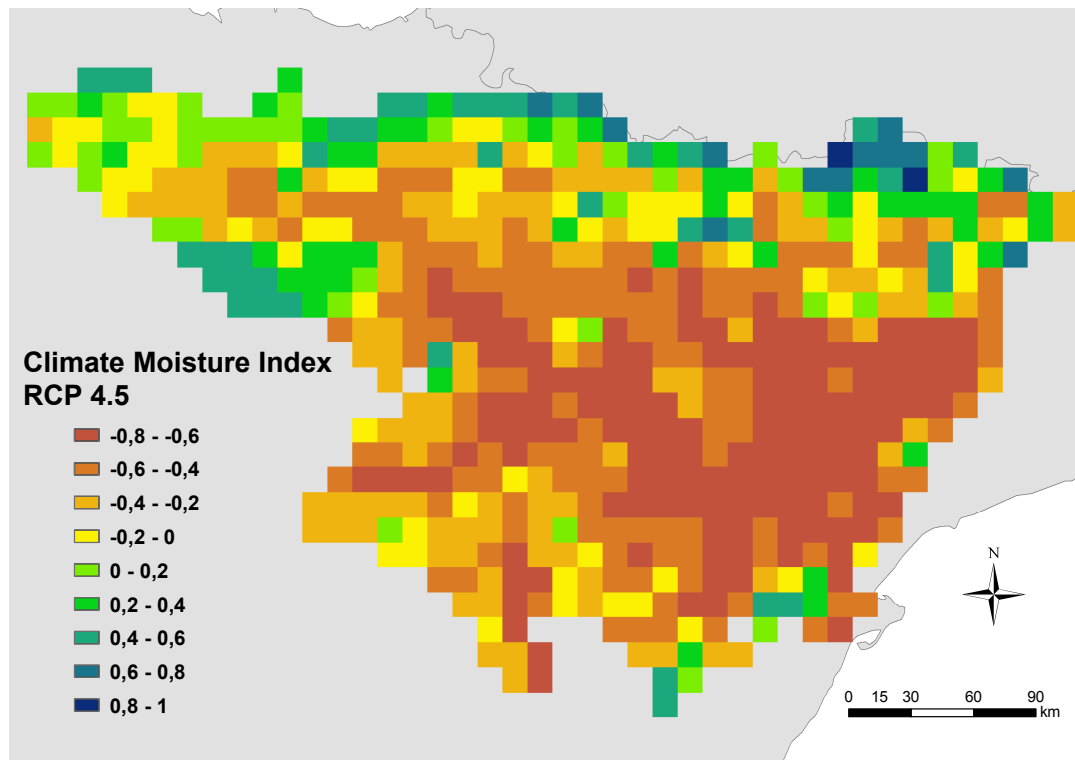 Climate Moisture Index
RCP 4.5
-0,8 - -0,6
-0,6 - -0,4
-0,4 - -0,2
-0,2 - 0
0 - 0,2
0,2 - 0,4
0,4 - 0,6
0,6 - 0,8
0,8 - 1
N
0 15 30 60 90
km